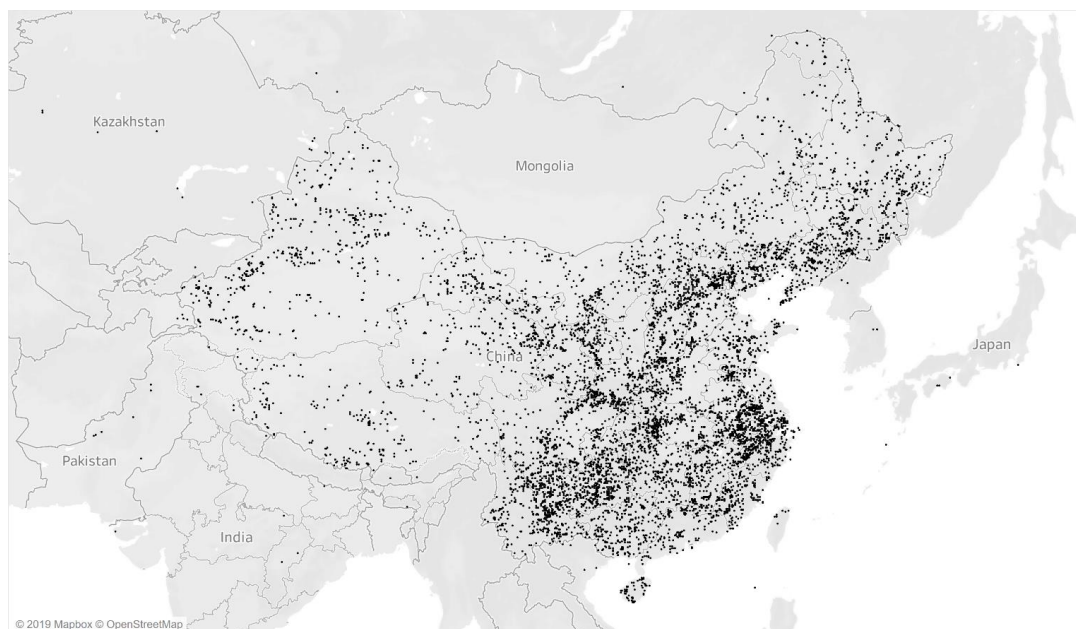 Kazakhstan
Mongolia
China
Japan
Pakistan
India
© 2019 Mapbox © OpenStreetMap